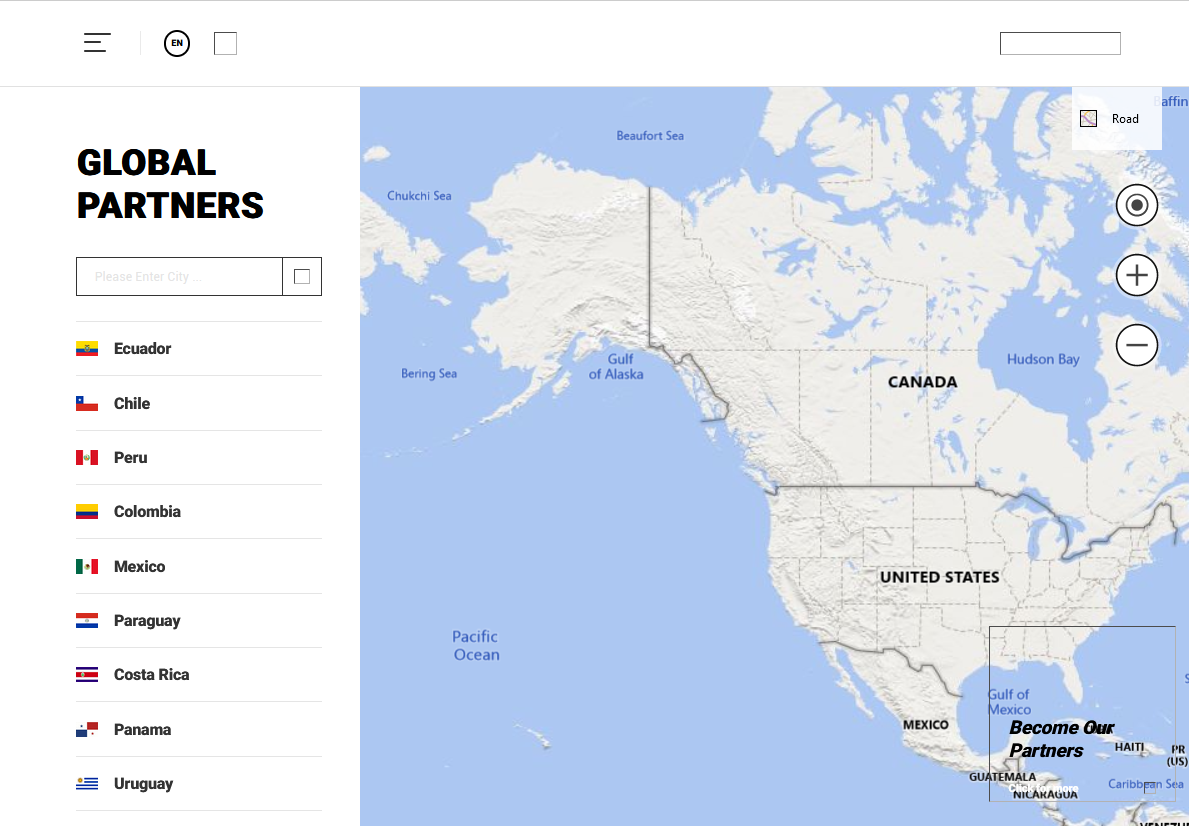 EN
GLOBAL
PARTNERS
Please Enter City ...
Ecuador
Chile
Peru
Colombia
Mexico
Paraguay
Costa Rica
Panama
Uruguay
Road
Beaufort Sea
Chukchi Sea
Gulf
of Alaska
Bering Sea
Hudson Bay
CANADA
UNITED STATES
Pacific
Ocean
Gulf of
Mexico
MEXICO
Become Our
Partners
HAITI
PR
(US)
GUATEMALA
Caribbean Sea
NICARAGUA